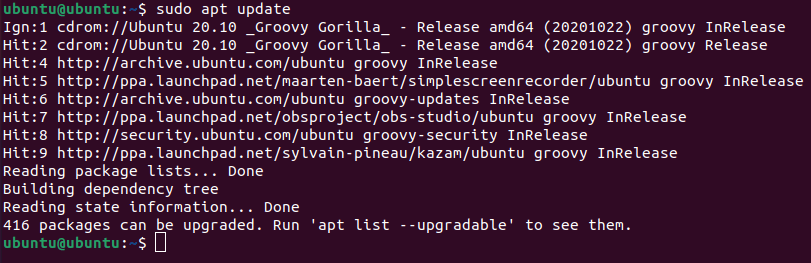 ubuntu@ubuntu:~$ sudo apt update
Ign:1 cdrom://Ubuntu 20.10 _Groovy Gorilla_ - Release amd64 (20201022) groovy InRelease
Hit:2 cdrom://Ubuntu 20.10 _Groovy Gorilla_ - Release amd64 (20201022) groovy Release
Hit:4 http://archive.ubuntu.com/ubuntu groovy InRelease
Hit:5 http://ppa.launchpad.net/maarten-baert/simplescreenrecorder/ubuntu groovy InRelease
Hit:6 http://archive.ubuntu.com/ubuntu groovy-updates InRelease
Hit:7 http://ppa.launchpad.net/obsproject/obs-studio/ubuntu groovy InRelease
Hit:8 http://security.ubuntu.com/ubuntu groovy-security InRelease
Hit:9 http://ppa.launchpad.net/sylvain-pineau/kazam/ubuntu groovy InRelease
Reading package lists... Done
Building dependency tree
Reading state information... Done
416 packages can be upgraded. Run 'apt list --upgradable' to see them.
ubuntu@ubuntu:~$